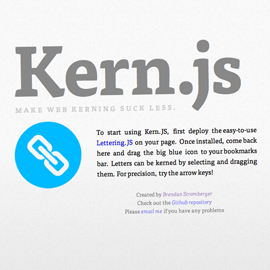 Kern.js
MAKE WEB KERNING SUCK LESS.
To start using Kern.JS, first deploy the easy-to-use
Lettering.JS on your page. Once installed, come back
here and drag the big blue icon to your bookmarks
bar. Letters can be kerned by selecting and dragging
them. For precision, try the arrow keys!
Created by Brendan Stromberger
Check out the Github repository
Please email me if you have any problems